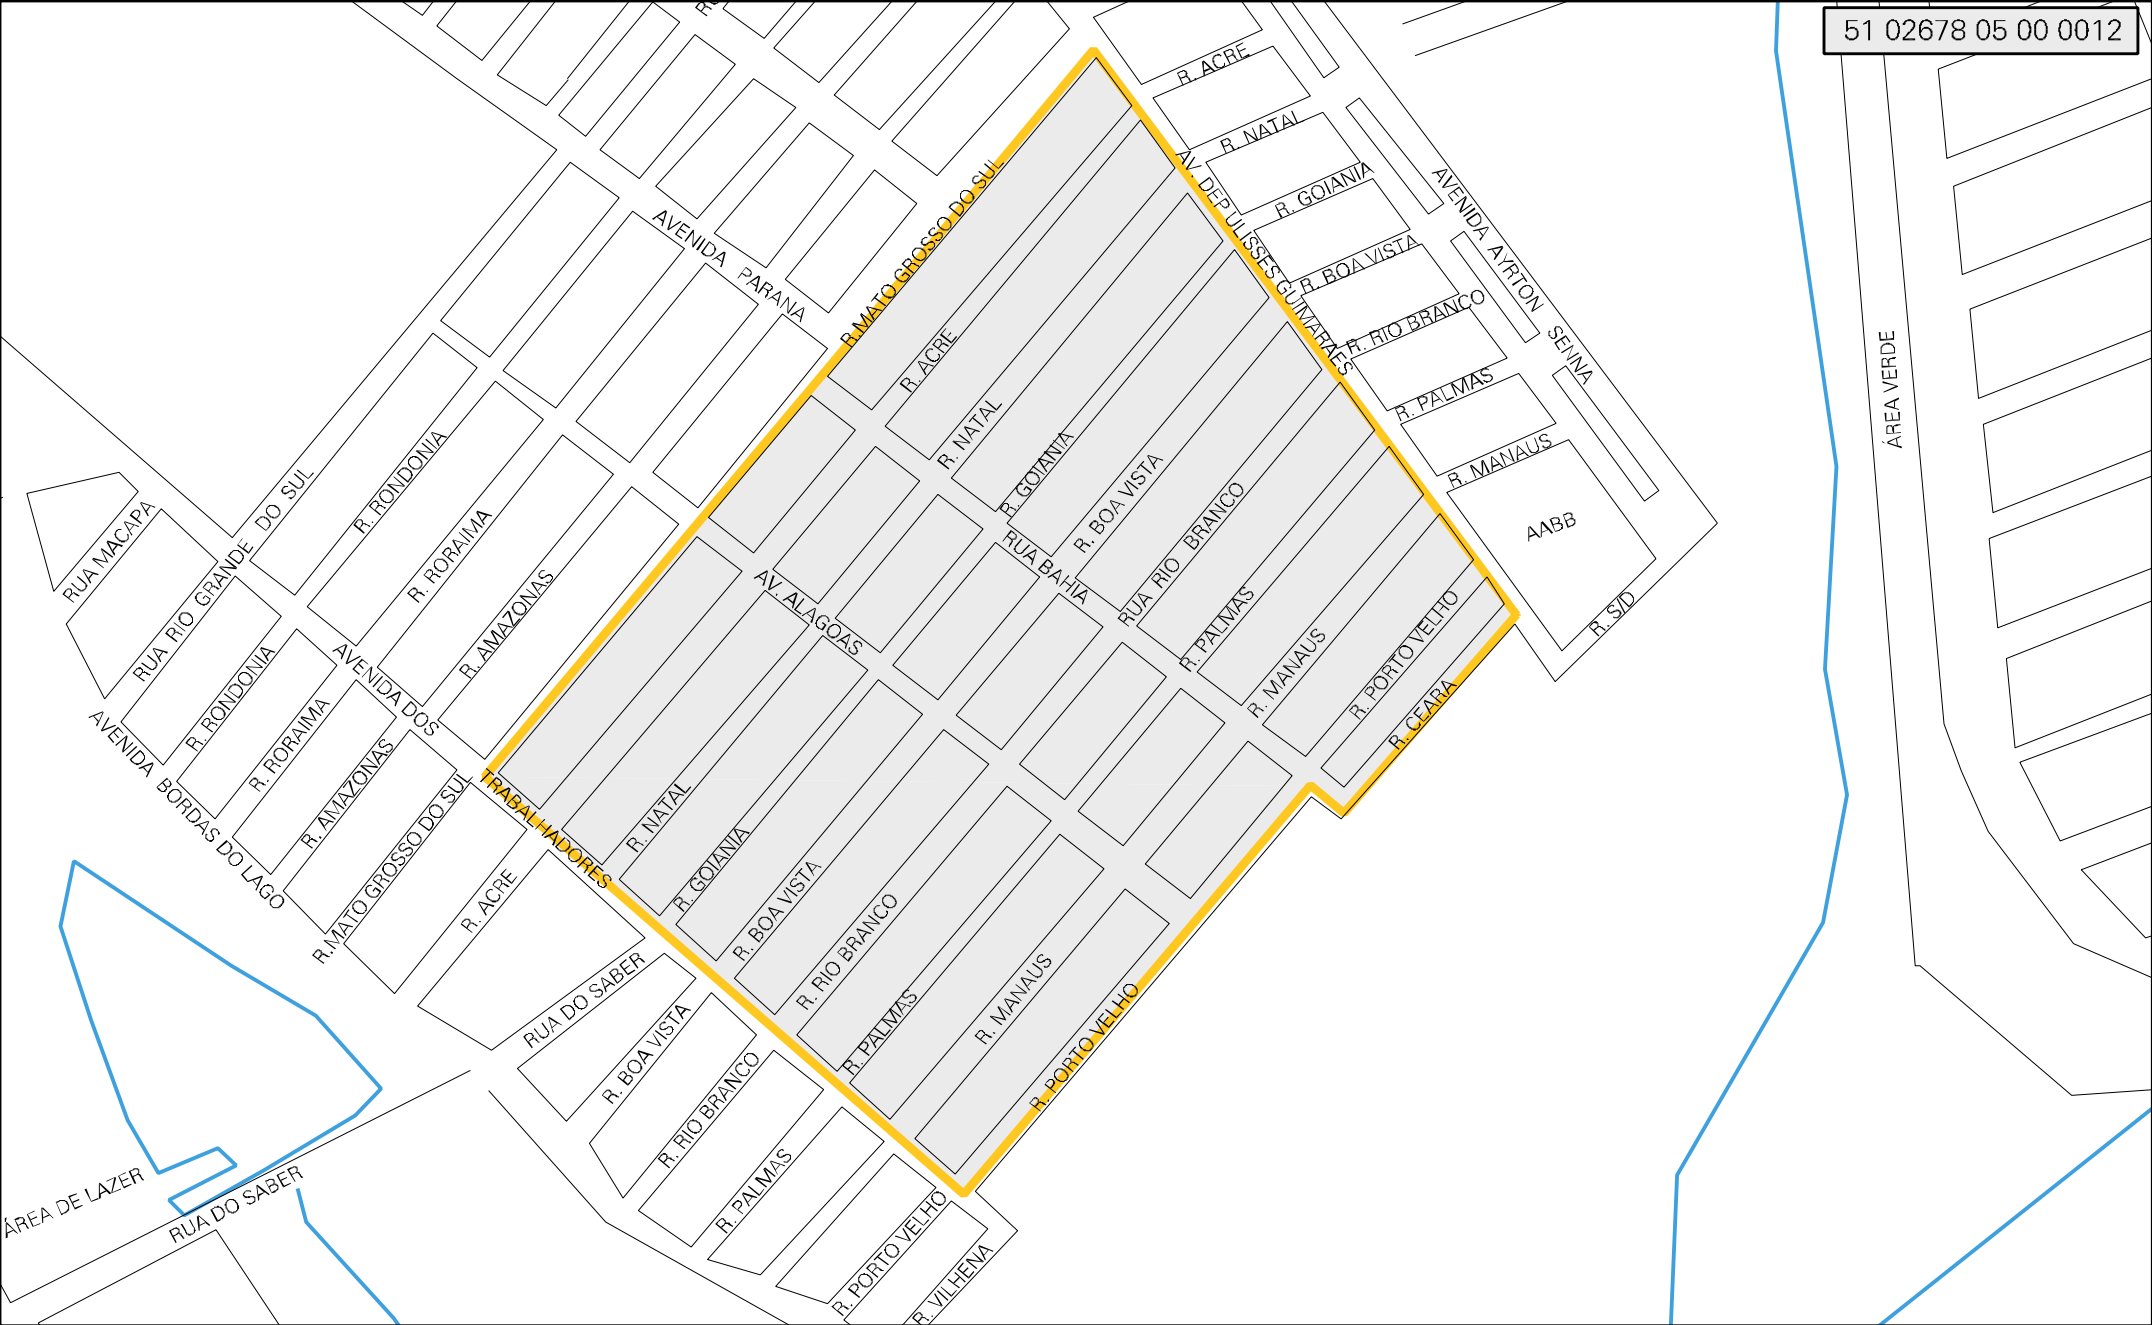 51 02678 05 00 0012
R. ACRE
R. NATAL
R. GOIANIA
R. BOA VISTA
R. RIO BRANCO
R. PALMAS
R. MANAUS
AABB
R. S/D
AVENIDA AYRTON SENNA
AV. DEP ULISSES GUIMARAES
ÁREA VERDE
AVENIDA PARANA
R.MATO GROSSO DO SUL
R. ACRE
R. NATAL
R. GOIANIA
R. BOA VISTA
RUA RIO BRANCO
R. PALMAS
R. MANAUS
R. PORTO VELHO
R. CEARA
RUA BAHIA
AV. ALAGOAS
RUA MACAPA
RUA RIO GRANDE DO SUL
R. RONDONIA
R. RORAIMA
R. AMAZONAS
AVENIDA DOS TRABALHADORES
R. RONDONIA
R. RORAIMA
R. AMAZONAS
R.MATO GROSSO DO SUL
R. ACRE
AVENIDA BORDAS DO LAGO
R. NATAL
R. GOIANIA
R. BOA VISTA
R. RIO BRANCO
R. PALMAS
R. MANAUS
R. PORTO VELHO
RUA DO SABER
R. BOA VISTA
R. RIO BRANCO
R. PALMAS
R. PORTO VELHO
R. VILHENA
ÁREA DE LAZER
RUA DO SABER